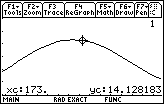 F1▾ F2▾ F3 F4 F5▾ F6▾ F7▾
Tools Zoom Trace ReGraph Math Draw Pen
1
xc:173. yc:14.128183
MAIN RAD EXACT FUNC